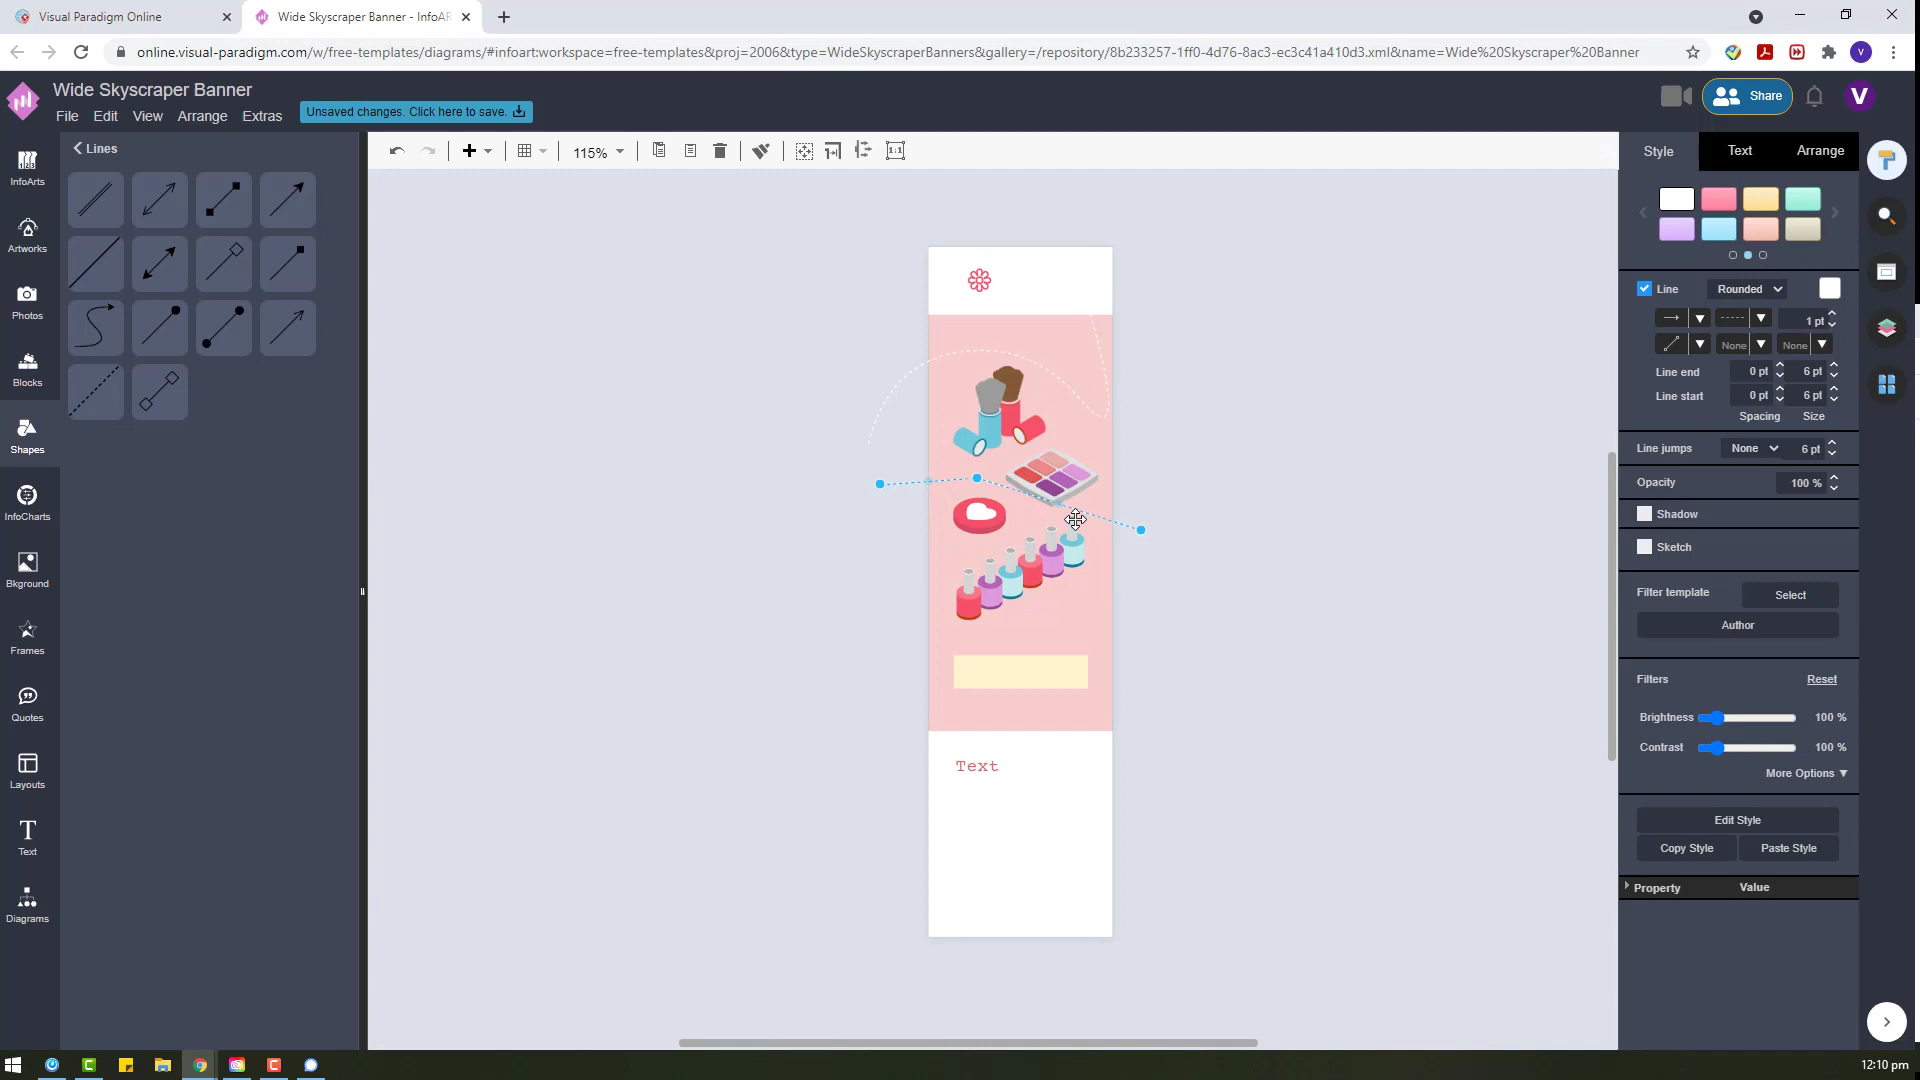 Visual Paradigm Online
Wide Skyscraper Banner - InfoAR
online.visual-paradigm.com/w/free-templates/diagrams/#infoart:workspace=free-templates&proj=2006&type=WideSkyscraperBanners&gallery=/repository/8b233257-1ff0-4d76-8ac3-ec3c41a410d3.xml&name=Wide%20Skyscraper%20Banner
V
Wide Skyscraper Banner
File Edit View Arrange Extras
Unsaved changes. Click here to save.
Share
V
InfoArts
Artworks
Photos
Blocks
Shapes
InfoCharts
Bkground
Frames
Quotes
Layouts
Text
Diagrams
Lines
115%
1:1
Text
Style Text Arrange
Line Rounded
1 pt
None None
Line end 0 pt 6 pt
Line start 0 pt 6 pt
Spacing Size
Line jumps None 6 pt
Opacity 100 %
Shadow
Sketch
Filter template Select
Author
Filters Reset
Brightness 100 %
Contrast 100 %
More Options ▼
Edit Style
Copy Style Paste Style
Property Value
12:10 pm